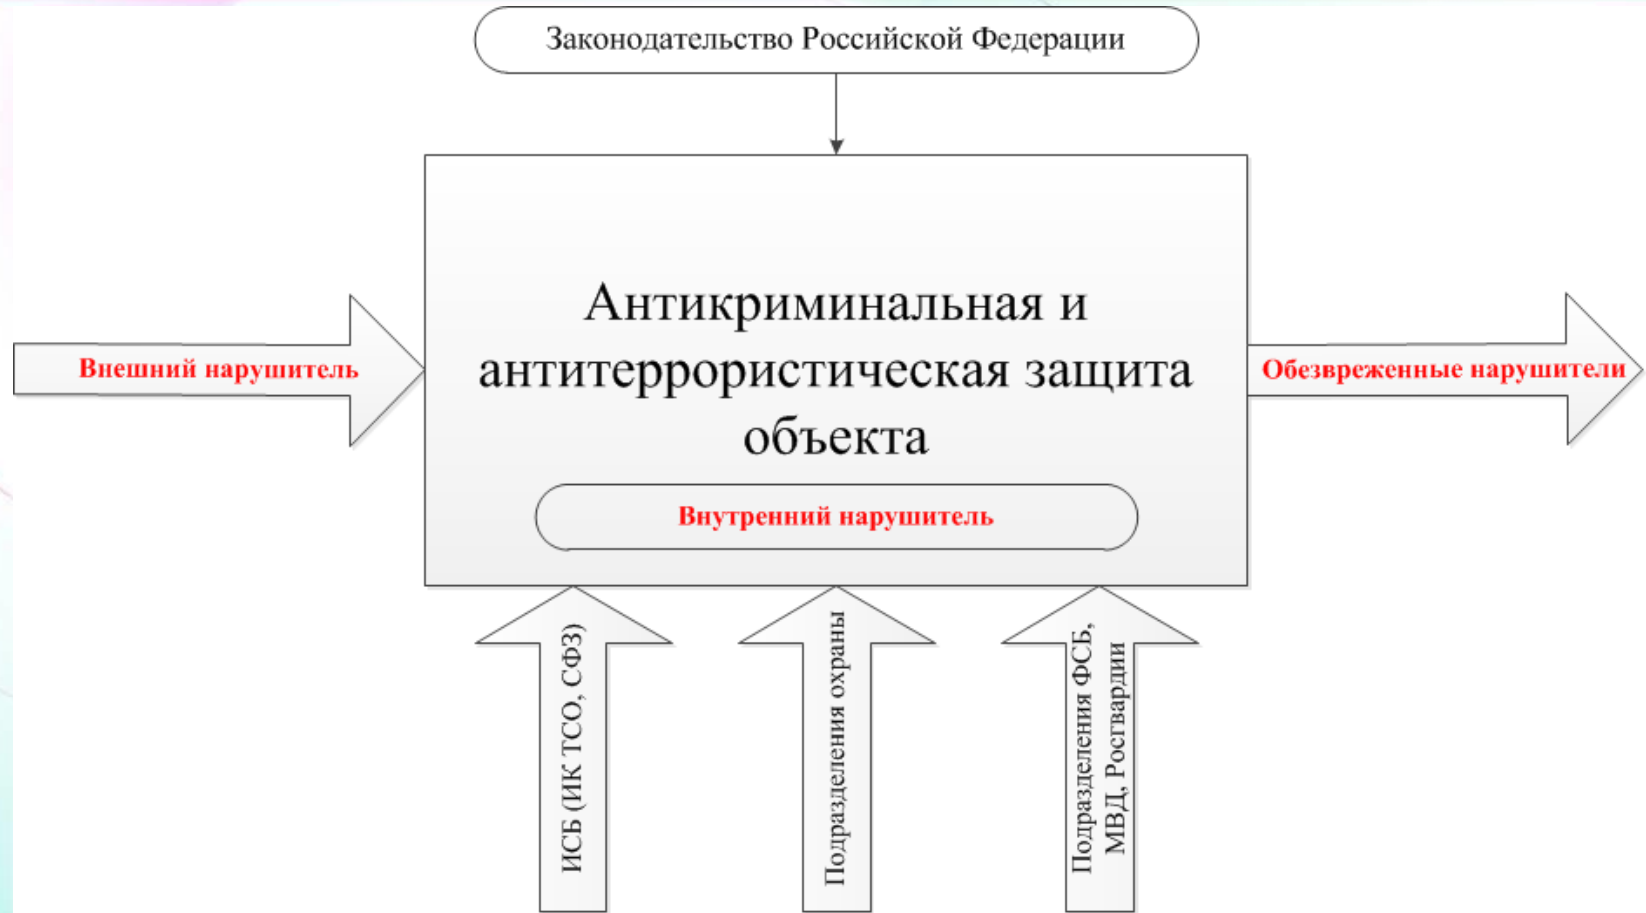 Законодательство Российской Федерации
Антикриминальная и
антитеррористическая защита
объекта
Внешний нарушитель
Обезвреженные нарушители
Внутренний нарушитель
ИСБ (ИК ТСО, СФЗ)
Подразделения охраны
Подразделения ФСБ,
МВД, Росгвардии